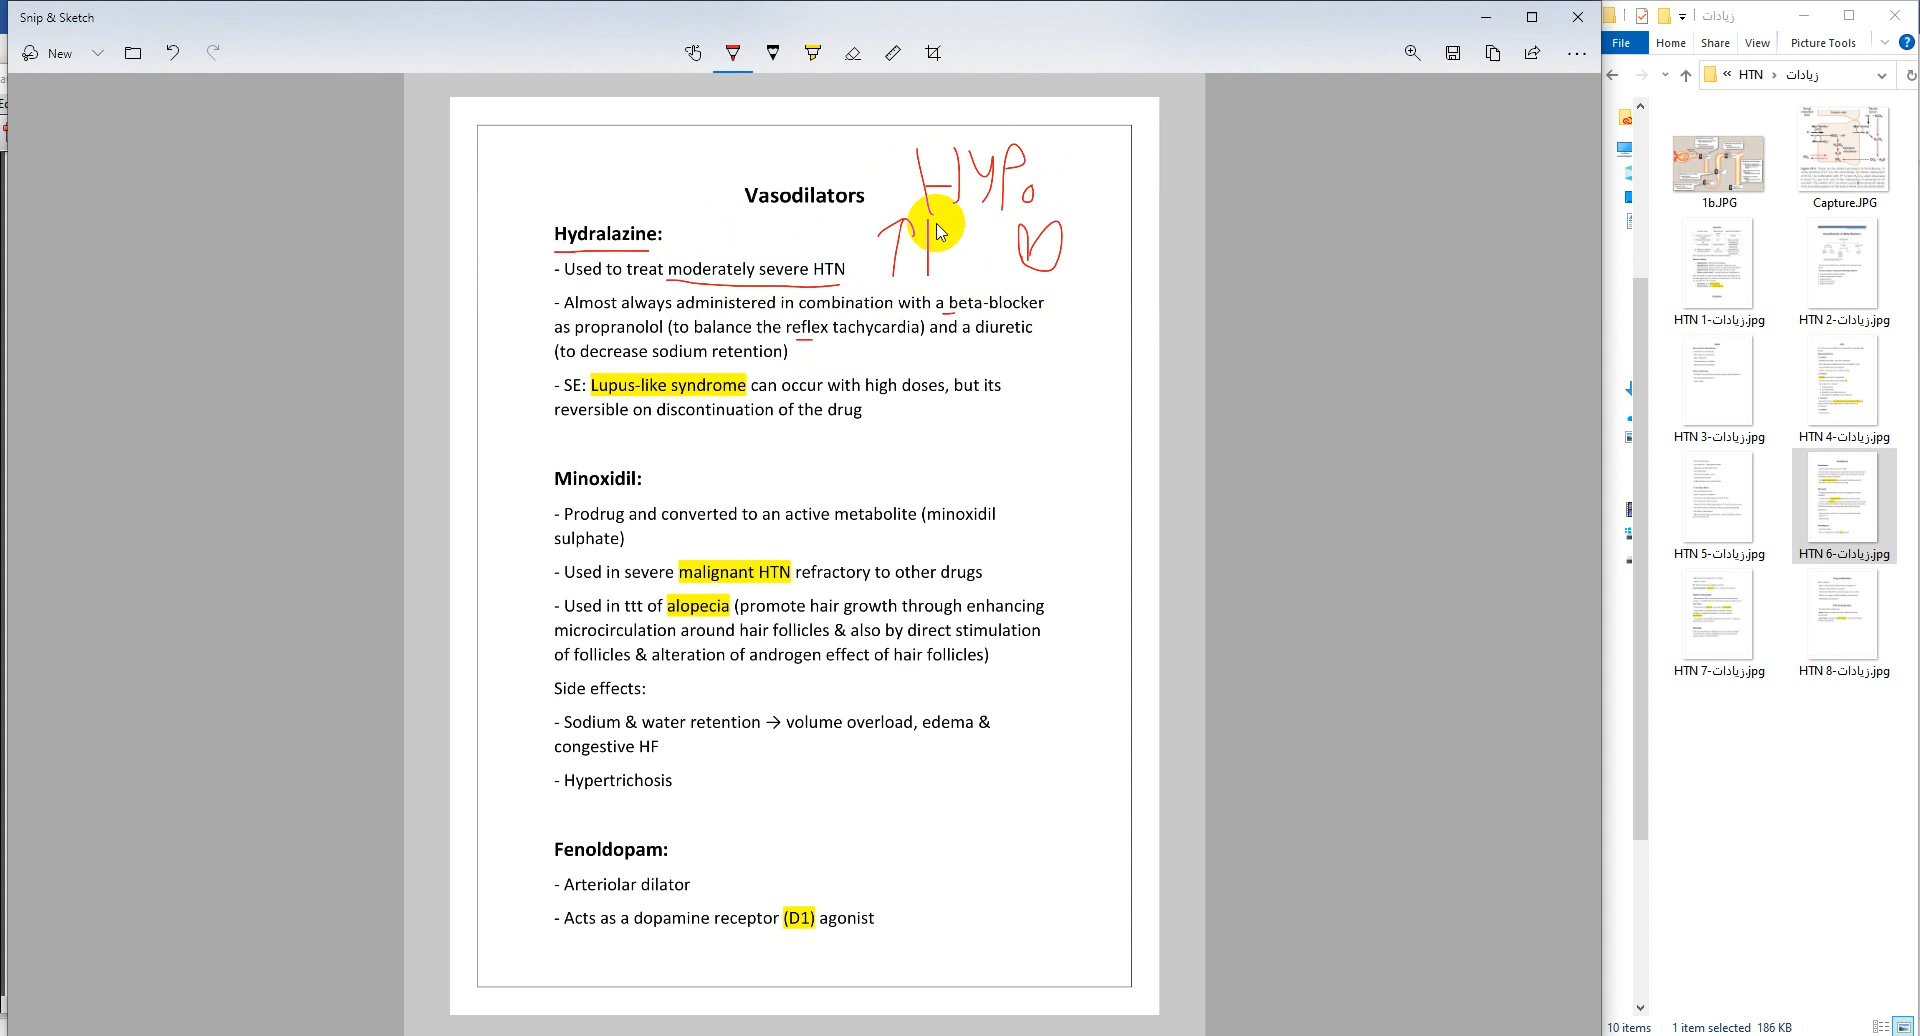 Snip & Sketch
New
زيادات
File Home Share View Picture Tools
« HTN › زيادات
Hypo
Vasodilators
Hydralazine:
- Used to treat moderately severe HTN
- Almost always administered in combination with a beta-blocker
as propranolol (to balance the reflex tachycardia) and a diuretic
(to decrease sodium retention)
- SE: Lupus-like syndrome can occur with high doses, but its
reversible on discontinuation of the drug
Minoxidil:
- Prodrug and converted to an active metabolite (minoxidil
sulphate)
- Used in severe malignant HTN refractory to other drugs
- Used in ttt of alopecia (promote hair growth through enhancing
microcirculation around hair follicles & also by direct stimulation
of follicles & alteration of androgen effect of hair follicles)
Side effects:
- Sodium & water retention → volume overload, edema &
congestive HF
- Hypertrichosis
Fenoldopam:
- Arteriolar dilator
- Acts as a dopamine receptor (D1) agonist
1b.JPG
Capture.JPG
HTN 1-زيادات.jpg
HTN 2-زيادات.jpg
HTN 3-زيادات.jpg
HTN 4-زيادات.jpg
HTN 5-زيادات.jpg
HTN 6-زيادات.jpg
HTN 7-زيادات.jpg
HTN 8-زيادات.jpg
10 items 1 item selected 186 KB